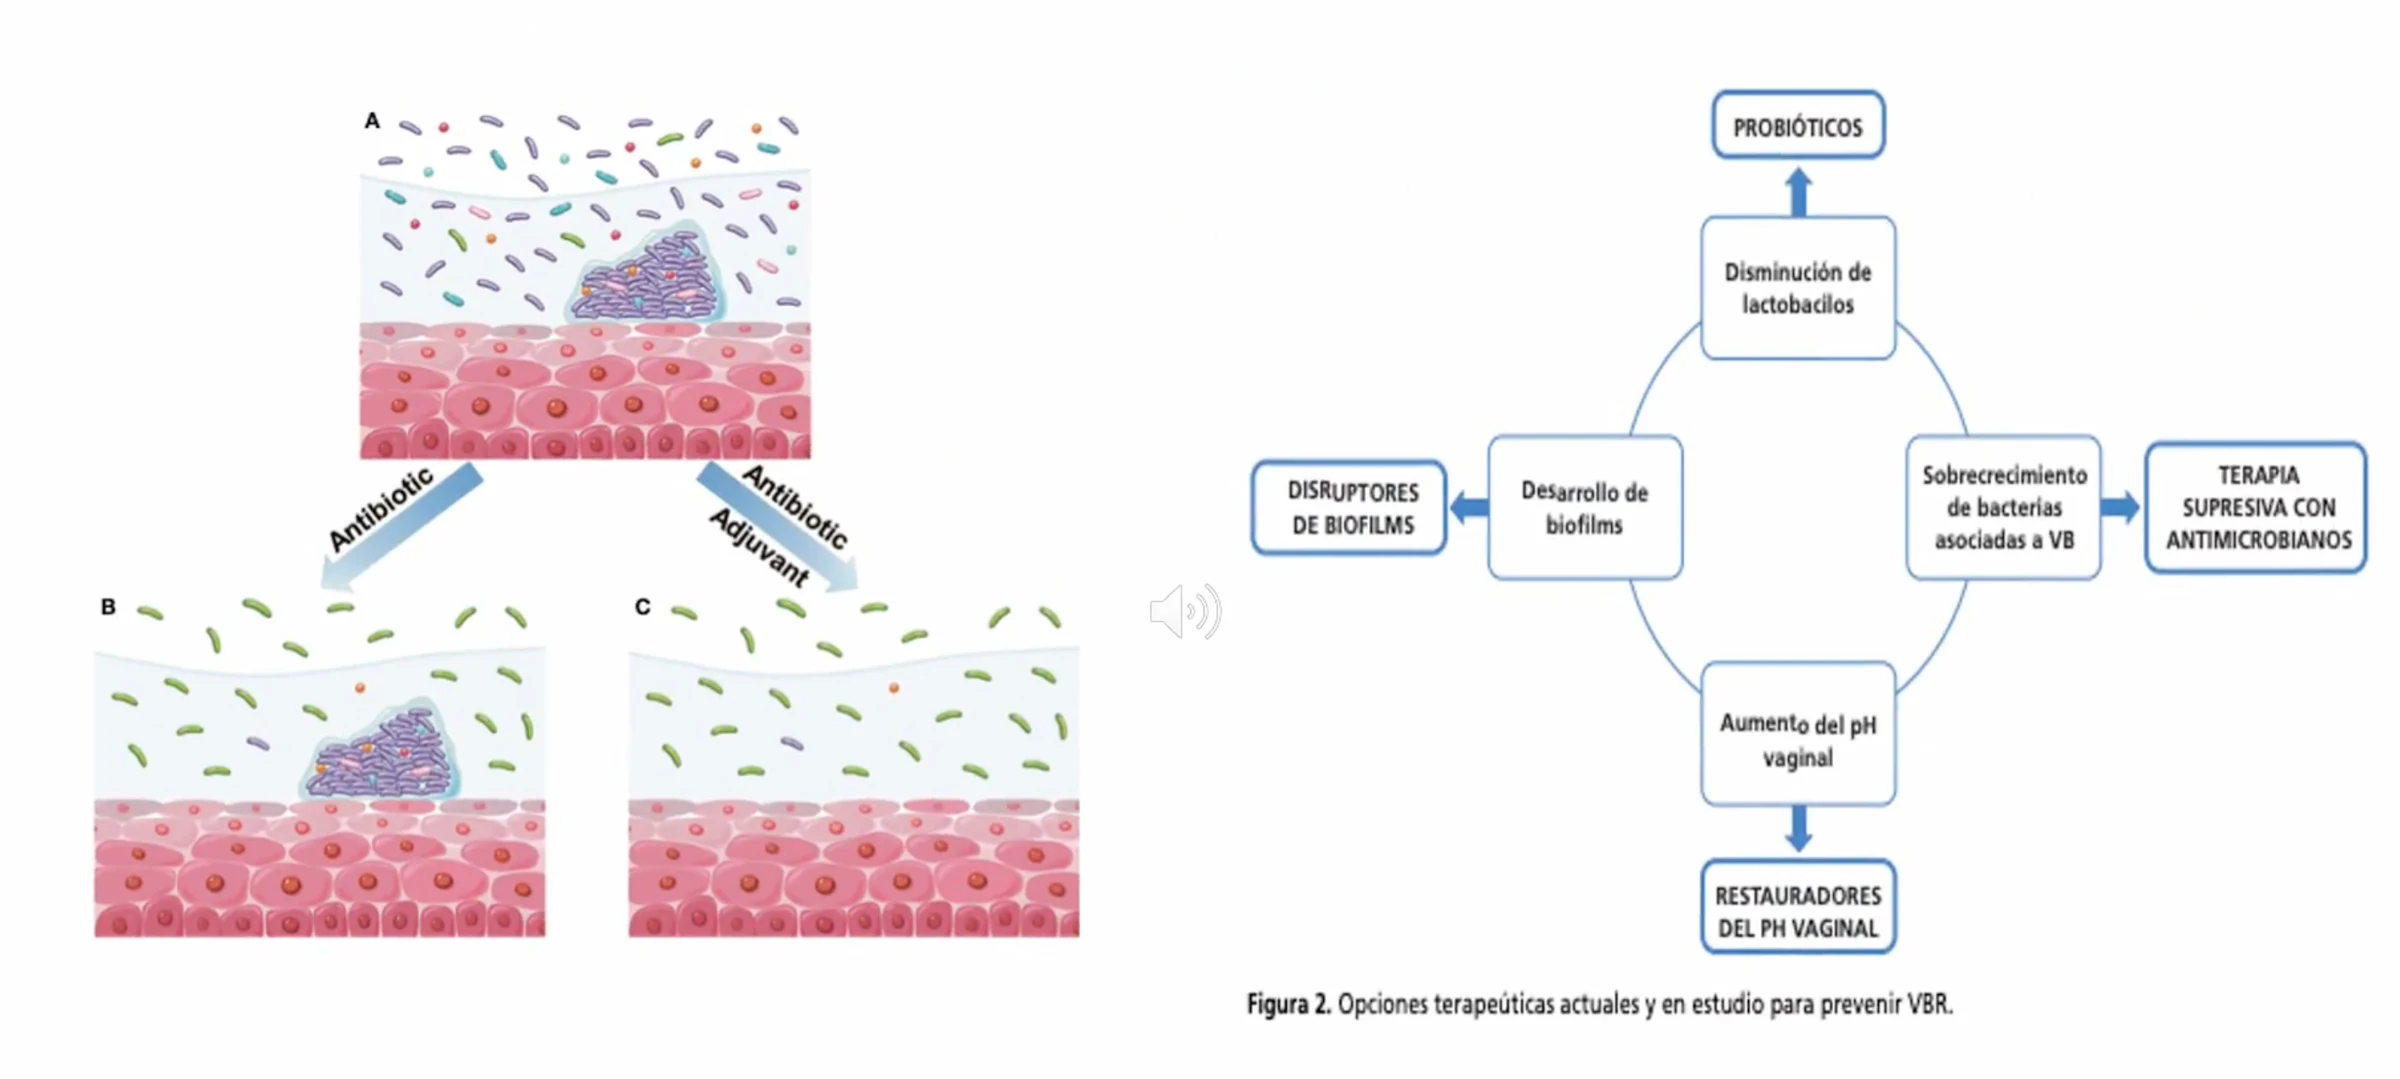 A
Antibiotic
Antibiotic
Adjuvant
B
C
PROBIÓTICOS
Disminución de
lactobacilos
DISRUPTORES
DE BIOFILMS
Desarrollo de
biofilms
Sobrecrecimiento
de bacterias
asociadas a VB
TERAPIA
SUPRESIVA CON
ANTIMICROBIANOS
Aumento del pH
vaginal
RESTAURADORES
DEL PH VAGINAL
Figura 2. Opciones terapeúticas actuales y en estudio para prevenir VBR.